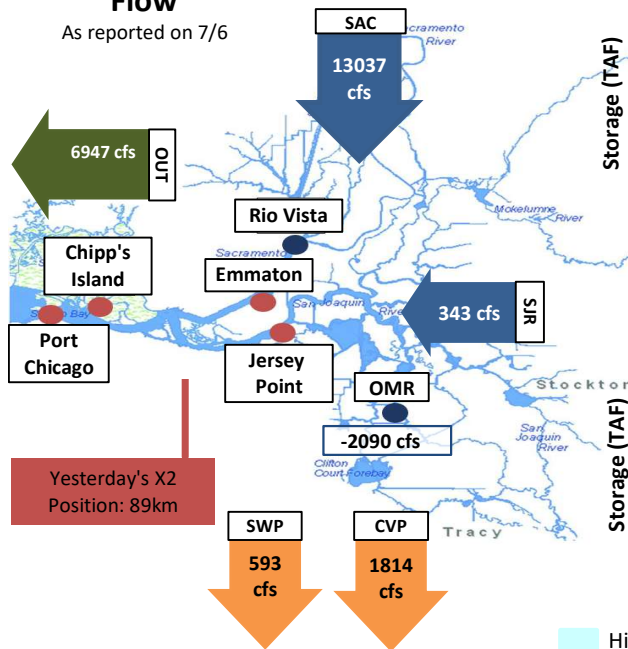 Flow
As reported on 7/6
SAC
13037
cfs
Sacramento
River
Storage (TAF)
6947 cfs
OUT
Mokelumne
River
Rio Vista
Chipp's
Island
Sacramento
Emmaton
San Joaquin
River
343 cfs
SJR
Port
Chicago
Jersey
Point
OMR
Stockton
-2090 cfs
San
Joaquin
River
Storage (TAF)
Clifton
Court Forebay
Yesterday's X2
Position: 89km
SWP
CVP
Tracy
593
cfs
1814
cfs
Hi